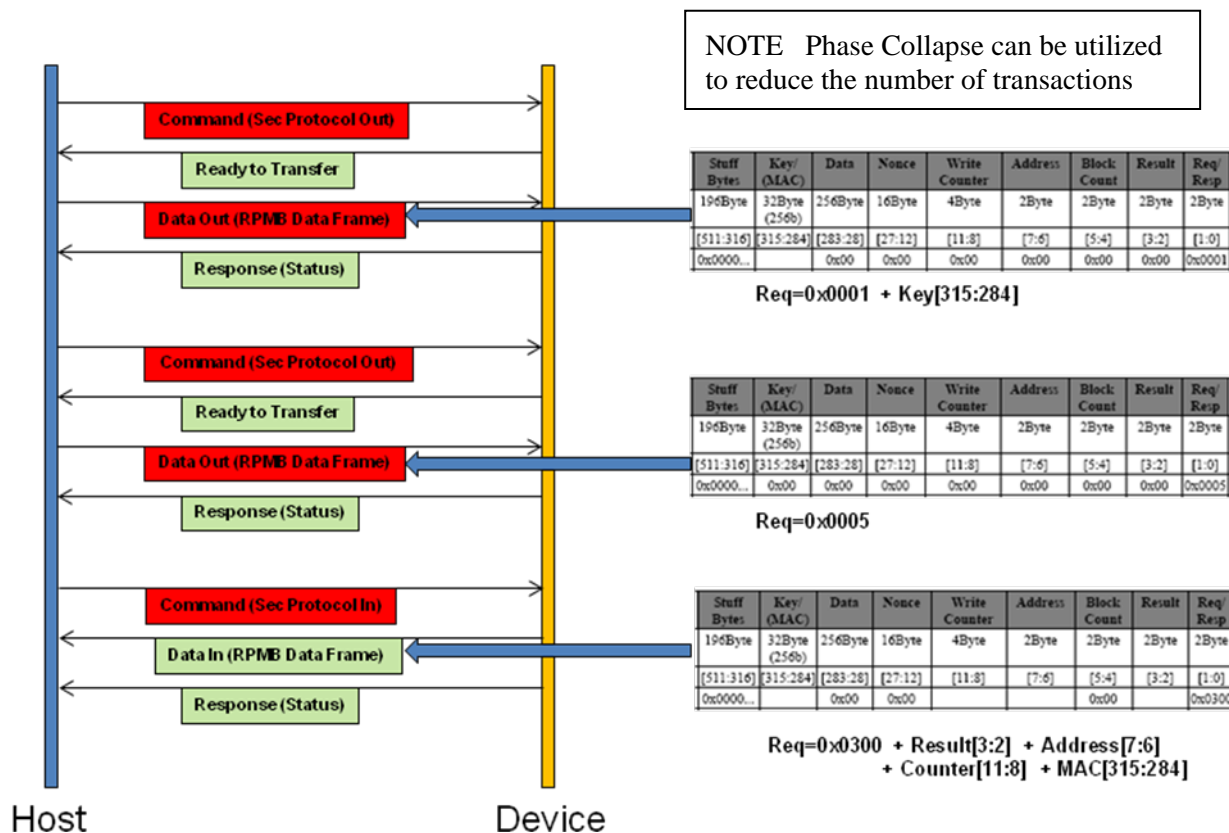 NOTE Phase Collapse can be utilized
to reduce the number of transactions
Command (Sec Protocol Out)
Ready to Transfer
Data Out (RPMB Data Frame)
Response (Status)
Stuff Bytes Key/ (MAC) Data Nonce Write Counter Address Block Count Result Req/ Resp
196Byte 32Byte (256b) 256Byte 16Byte 4Byte 2Byte 2Byte 2Byte 2Byte
[511:316] [315:284] [283:28] [27:12] [11:8] [7:6] [5:4] [3:2] [1:0]
0x0000... 0x00 0x00 0x00 0x00 0x00 0x00 0x0001
Req=0x0001 + Key[315:284]
Command (Sec Protocol Out)
Ready to Transfer
Data Out (RPMB Data Frame)
Response (Status)
Stuff Bytes Key/ (MAC) Data Nonce Write Counter Address Block Count Result Req/ Resp
196Byte 32Byte (256b) 256Byte 16Byte 4Byte 2Byte 2Byte 2Byte 2Byte
[511:316] [315:284] [283:28] [27:12] [11:8] [7:6] [5:4] [3:2] [1:0]
0x0000... 0x00 0x00 0x00 0x00 0x00 0x00 0x00 0x0005
Req=0x0005
Command (Sec Protocol In)
Data In (RPMB Data Frame)
Response (Status)
Stuff Bytes Key/ (MAC) Data Nonce Write Counter Address Block Count Result Req/ Resp
196Byte 32Byte (256b) 256Byte 16Byte 4Byte 2Byte 2Byte 2Byte 2Byte
[511:316] [315:284] [283:28] [27:12] [11:8] [7:6] [5:4] [3:2] [1:0]
0x0000... 0x00 0x00 0x00 0x0300
Req=0x0300 + Result[3:2] + Address[7:6]
+ Counter[11:8] + MAC[315:284]
Host Device